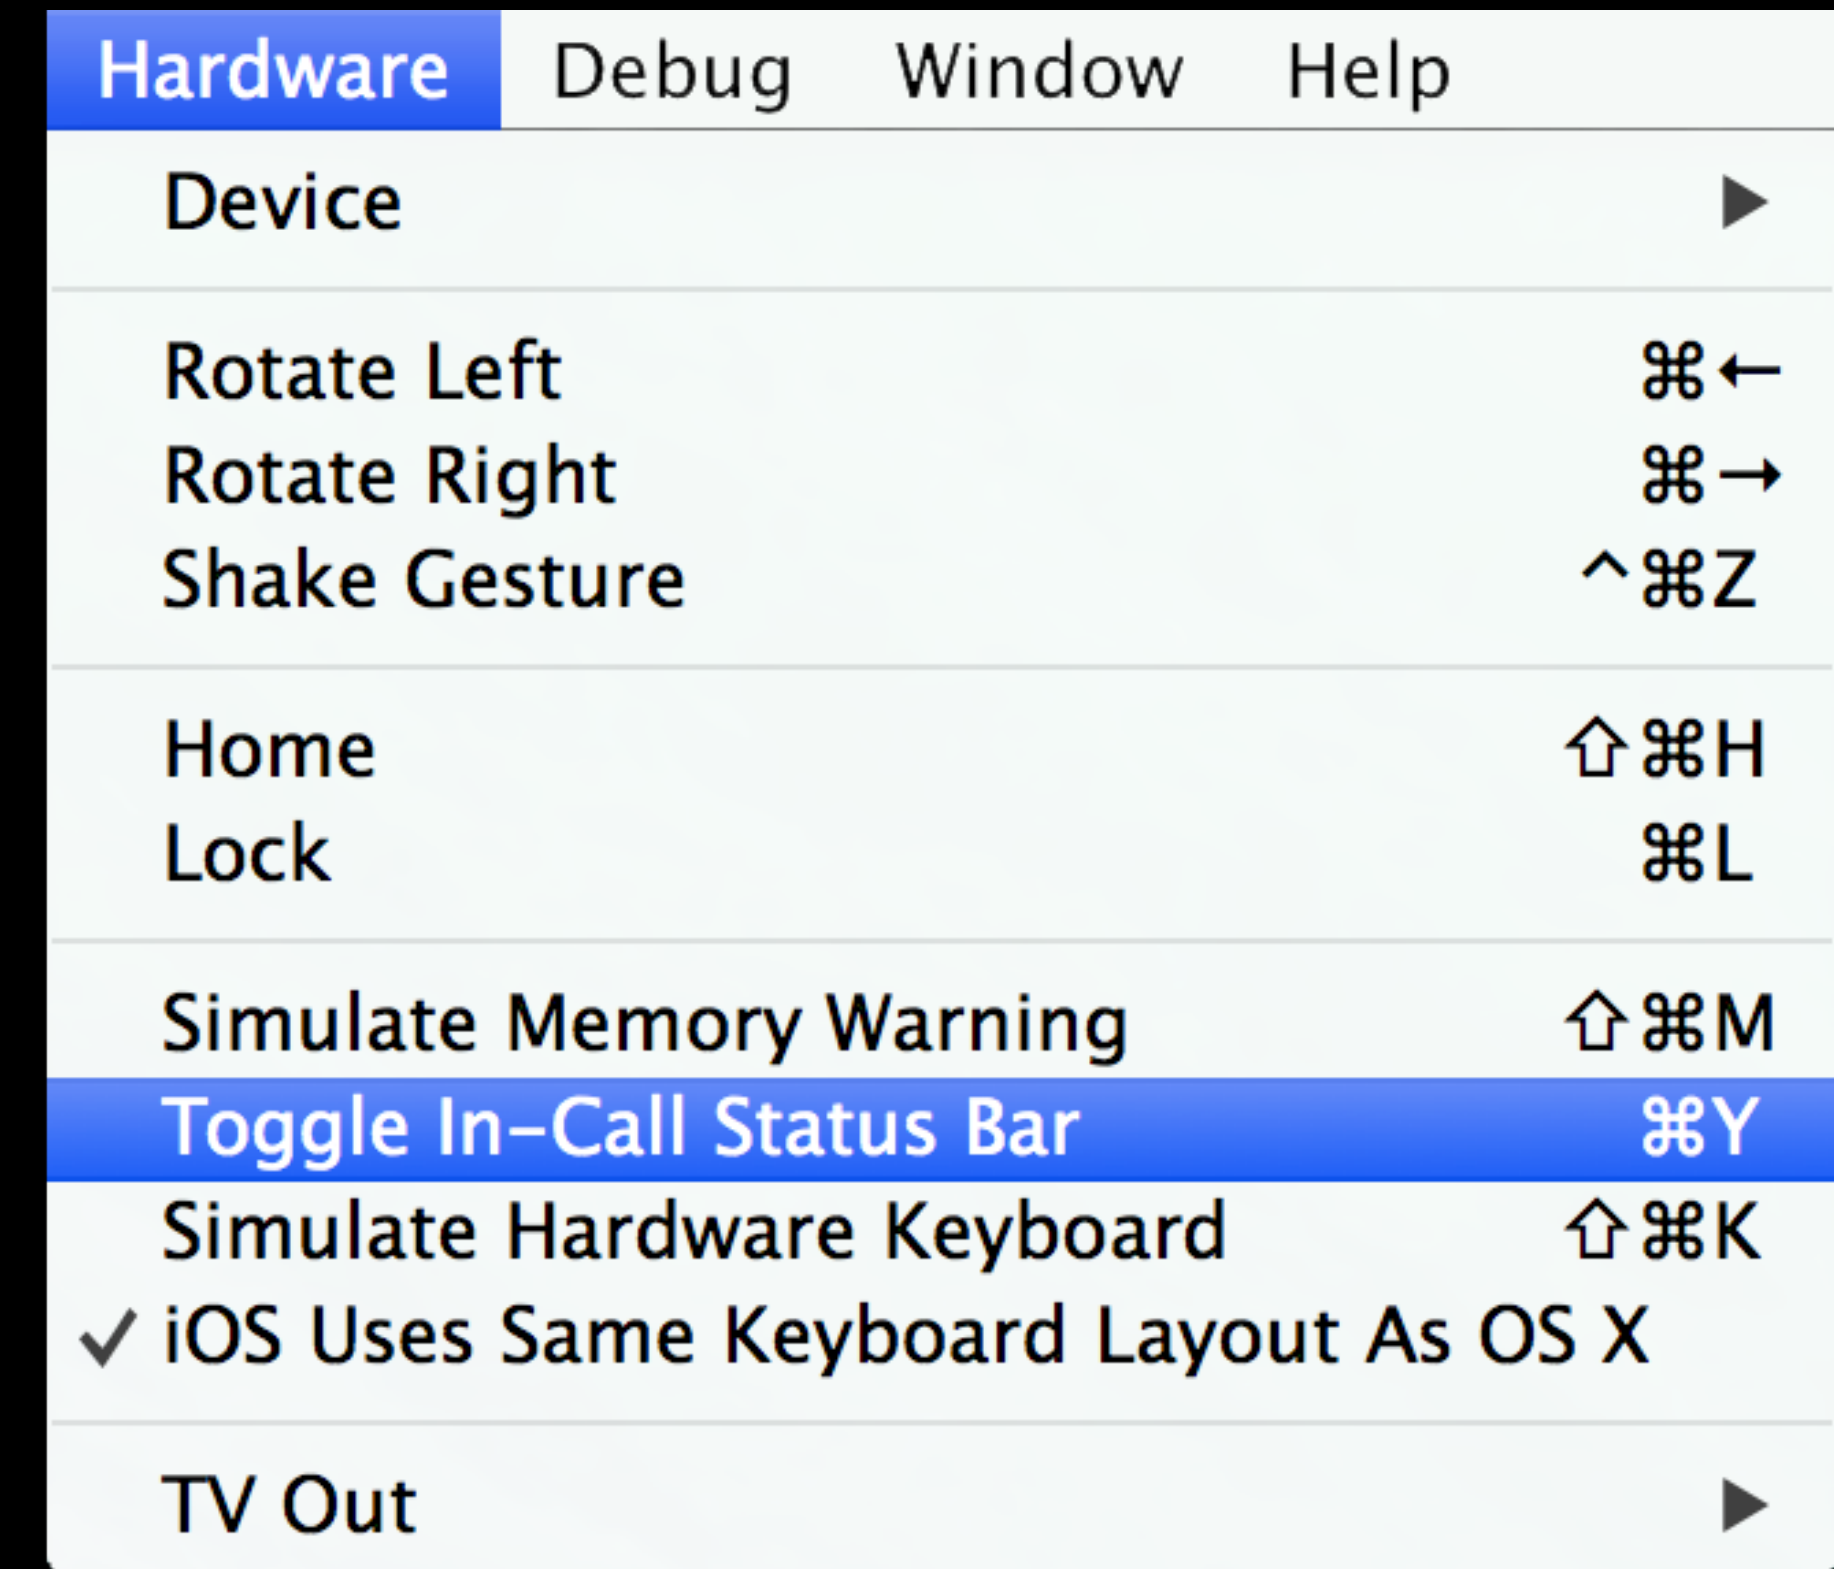 Hardware Debug Window Help
Device ▶
Rotate Left ⌘←
Rotate Right ⌘→
Shake Gesture ^⌘Z
Home ⇧⌘H
Lock ⌘L
Simulate Memory Warning ⇧⌘M
Toggle In-Call Status Bar ⌘Y
Simulate Hardware Keyboard ⇧⌘K
✓ iOS Uses Same Keyboard Layout As OS X
TV Out ▶